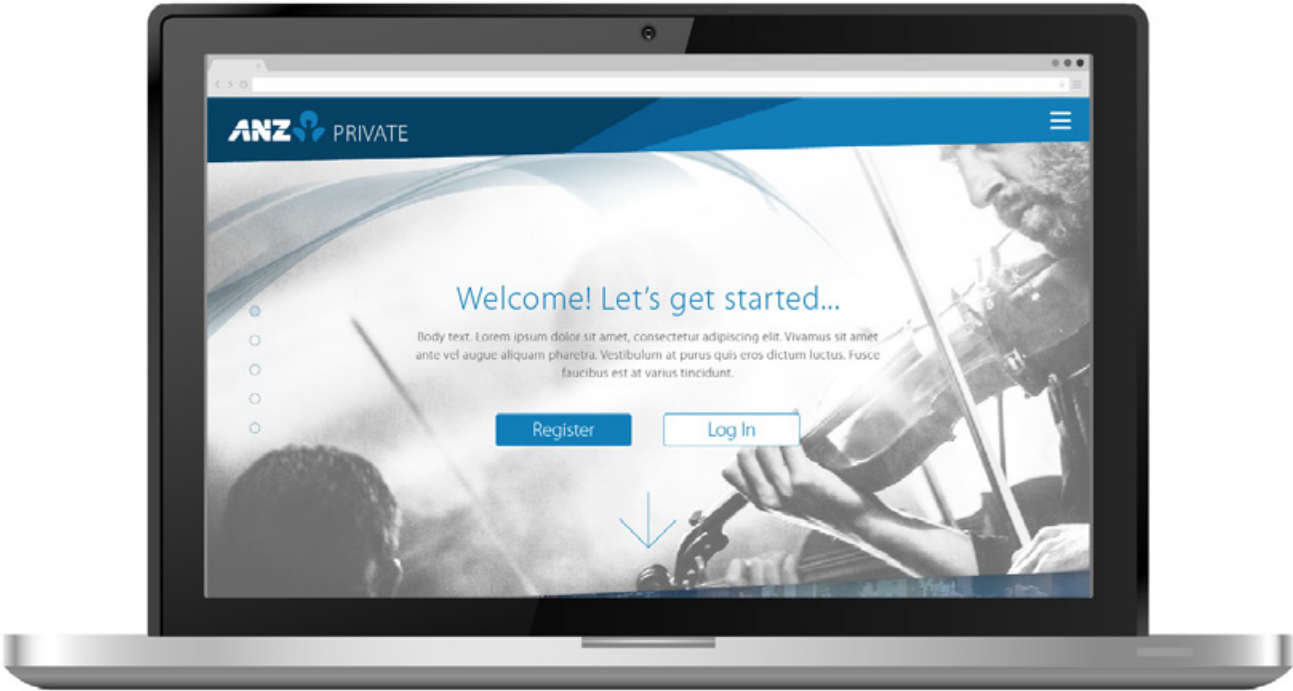 ANZ PRIVATE
Welcome! Let's get started...
Body text. Lorem ipsum dolor sit amet, consectetur adipiscing elit. Vivamus sit amet
ante vel augue aliquam pharetra. Vestibulum at purus quis eros dictum luctus. Fusce
faucibus est at varius tincidunt.
Register Log In